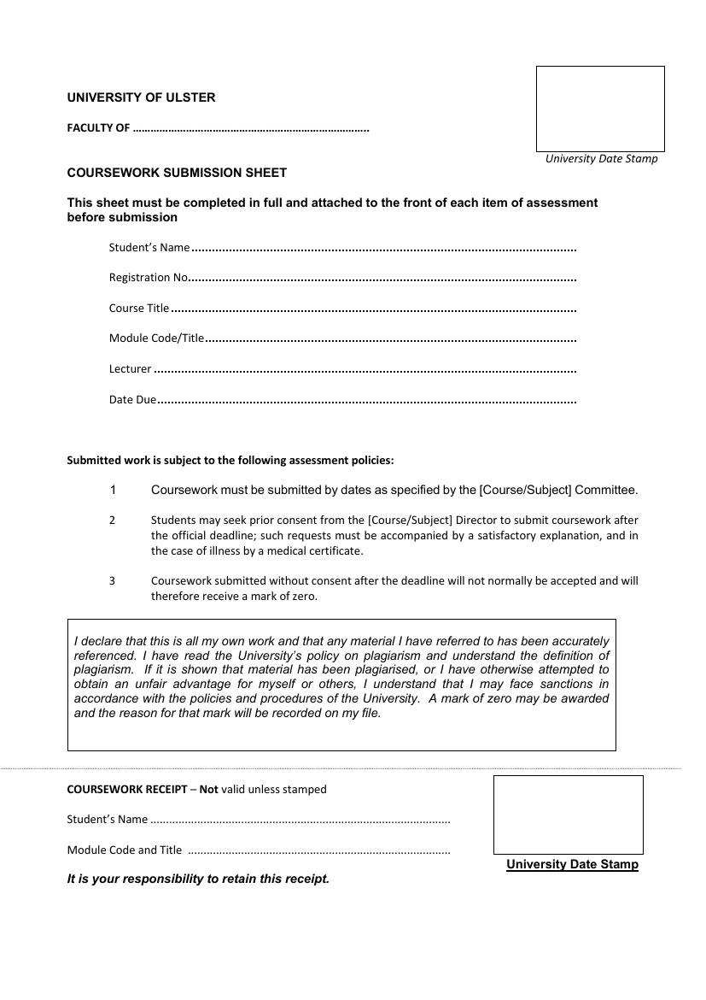 UNIVERSITY OF ULSTER
FACULTY OF ……………………………………………………………………..
University Date Stamp
COURSEWORK SUBMISSION SHEET
This sheet must be completed in full and attached to the front of each item of assessment
before submission
Student’s Name.................................................................................................................
Registration No..................................................................................................................
Course Title.......................................................................................................................
Module Code/Title.............................................................................................................
Lecturer ............................................................................................................................
Date Due...........................................................................................................................
Submitted work is subject to the following assessment policies:
1 Coursework must be submitted by dates as specified by the [Course/Subject] Committee.
2 Students may seek prior consent from the [Course/Subject] Director to submit coursework after
the official deadline; such requests must be accompanied by a satisfactory explanation, and in
the case of illness by a medical certificate.
3 Coursework submitted without consent after the deadline will not normally be accepted and will
therefore receive a mark of zero.
I declare that this is all my own work and that any material I have referred to has been accurately
referenced. I have read the University’s policy on plagiarism and understand the definition of
plagiarism. If it is shown that material has been plagiarised, or I have otherwise attempted to
obtain an unfair advantage for myself or others, I understand that I may face sanctions in
accordance with the policies and procedures of the University. A mark of zero may be awarded
and the reason for that mark will be recorded on my file.
COURSEWORK RECEIPT – Not valid unless stamped
Student’s Name ................................................................................................
Module Code and Title ....................................................................................
University Date Stamp
It is your responsibility to retain this receipt.